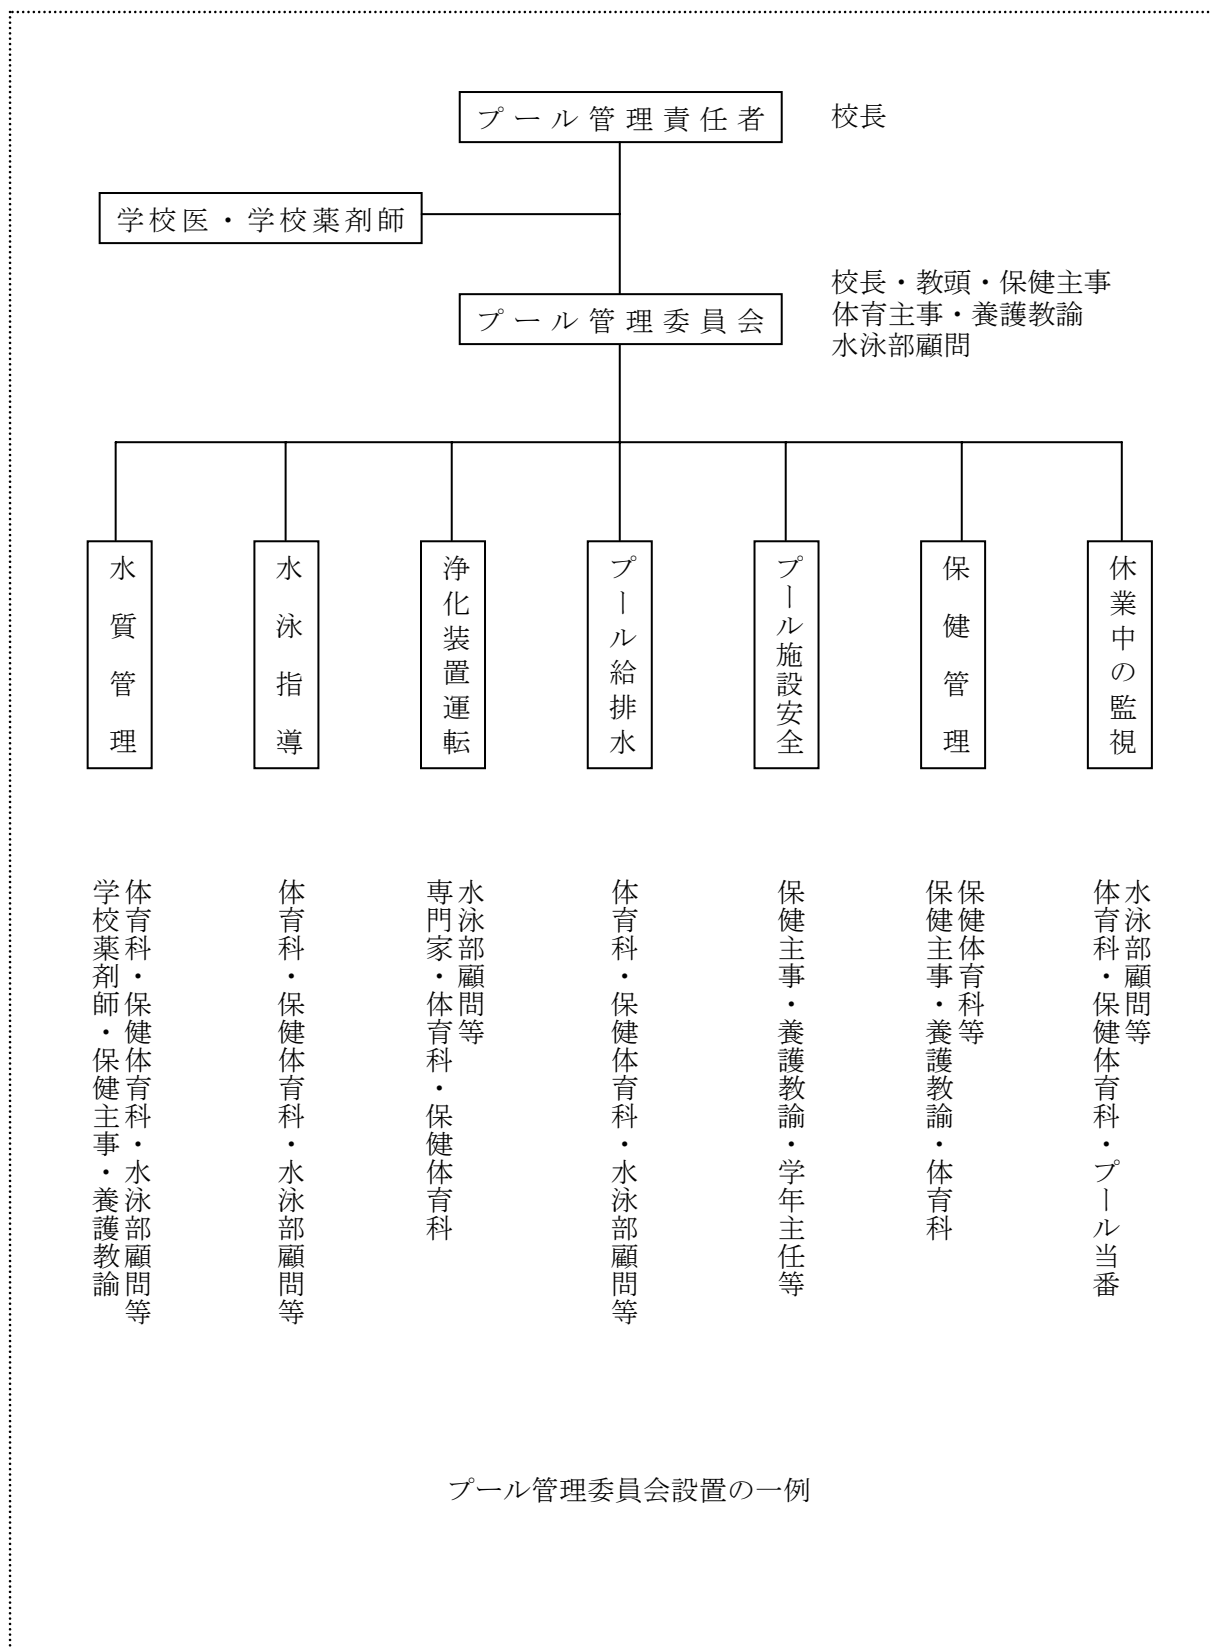 プール管理責任者
校長
学校医・学校薬剤師
プール管理委員会
校長・教頭・保健主事
体育主事・養護教諭
水泳部顧問
水質管理
水泳指導
浄化装置運転
プール給排水
プール施設安全
保健管理
休業中の監視
学校薬剤師・保健主事・養護教諭
体育科・保健体育科・水泳部顧問等
体育科・保健体育科・水泳部顧問等
専門家・体育科・保健体育科
水泳部顧問等
体育科・保健体育科・水泳部顧問等
保健主事・養護教諭・学年主任等
保健主事・養護教諭・体育科
保健体育科等
体育科・保健体育科・プール当番
水泳部顧問等
プール管理委員会設置の一例